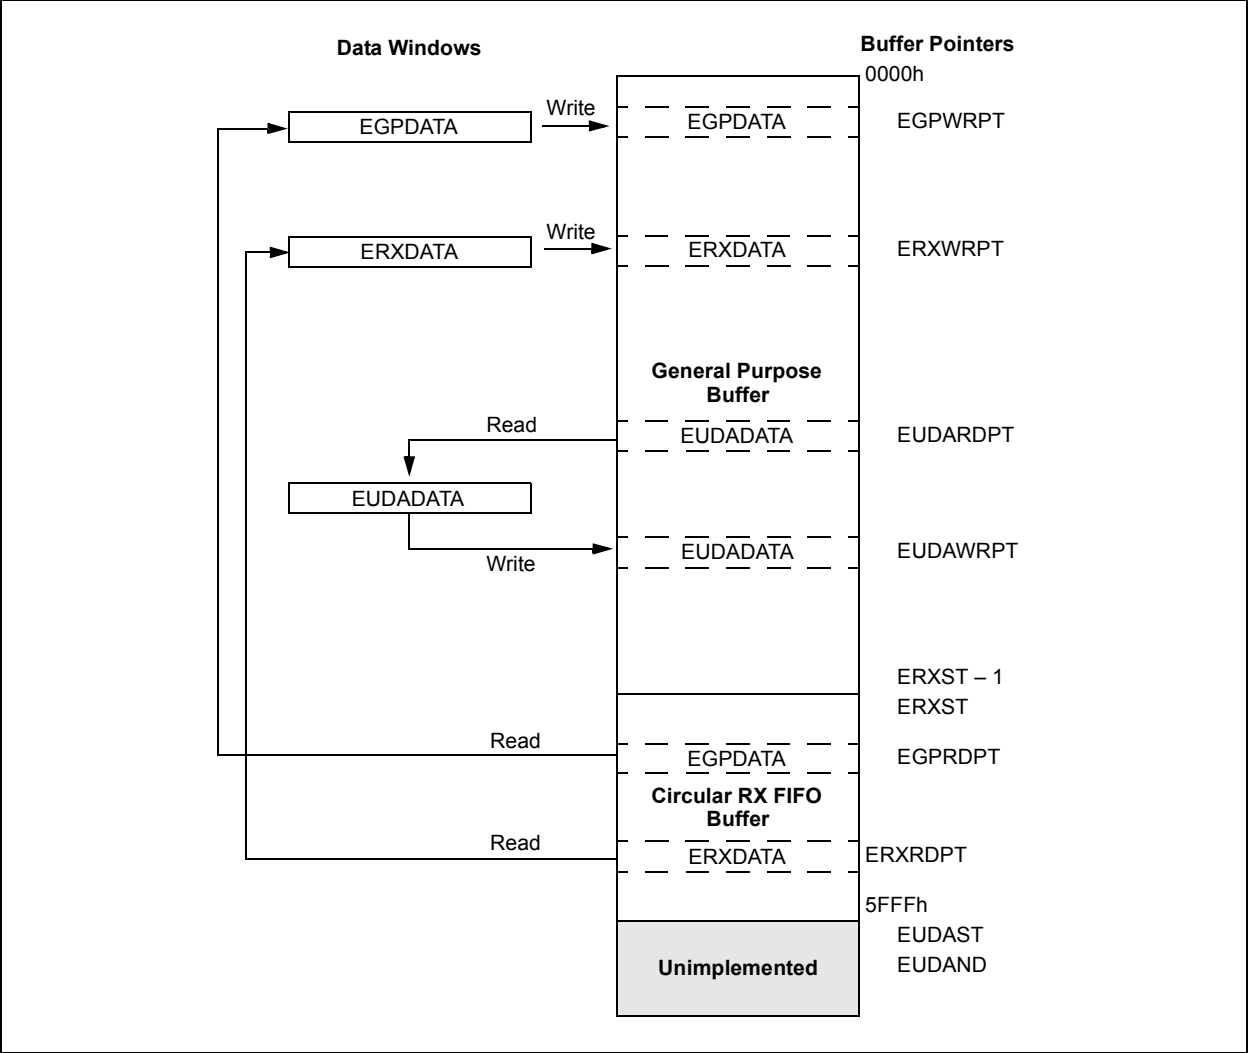 Data Windows
Buffer Pointers
0000h
Write
EGPDATA
EGPDATA
EGPWRPT
Write
ERXDATA
ERXDATA
ERXWRPT
General Purpose
Buffer
Read
EUDADATA
EUDARDPT
EUDADATA
EUDADATA
EUDAWRPT
Write
ERXST – 1
ERXST
Read
EGPDATA
EGPRDPT
Circular RX FIFO
Buffer
Read
ERXDATA
ERXRDPT
5FFFh
EUDAST
Unimplemented
EUDAND